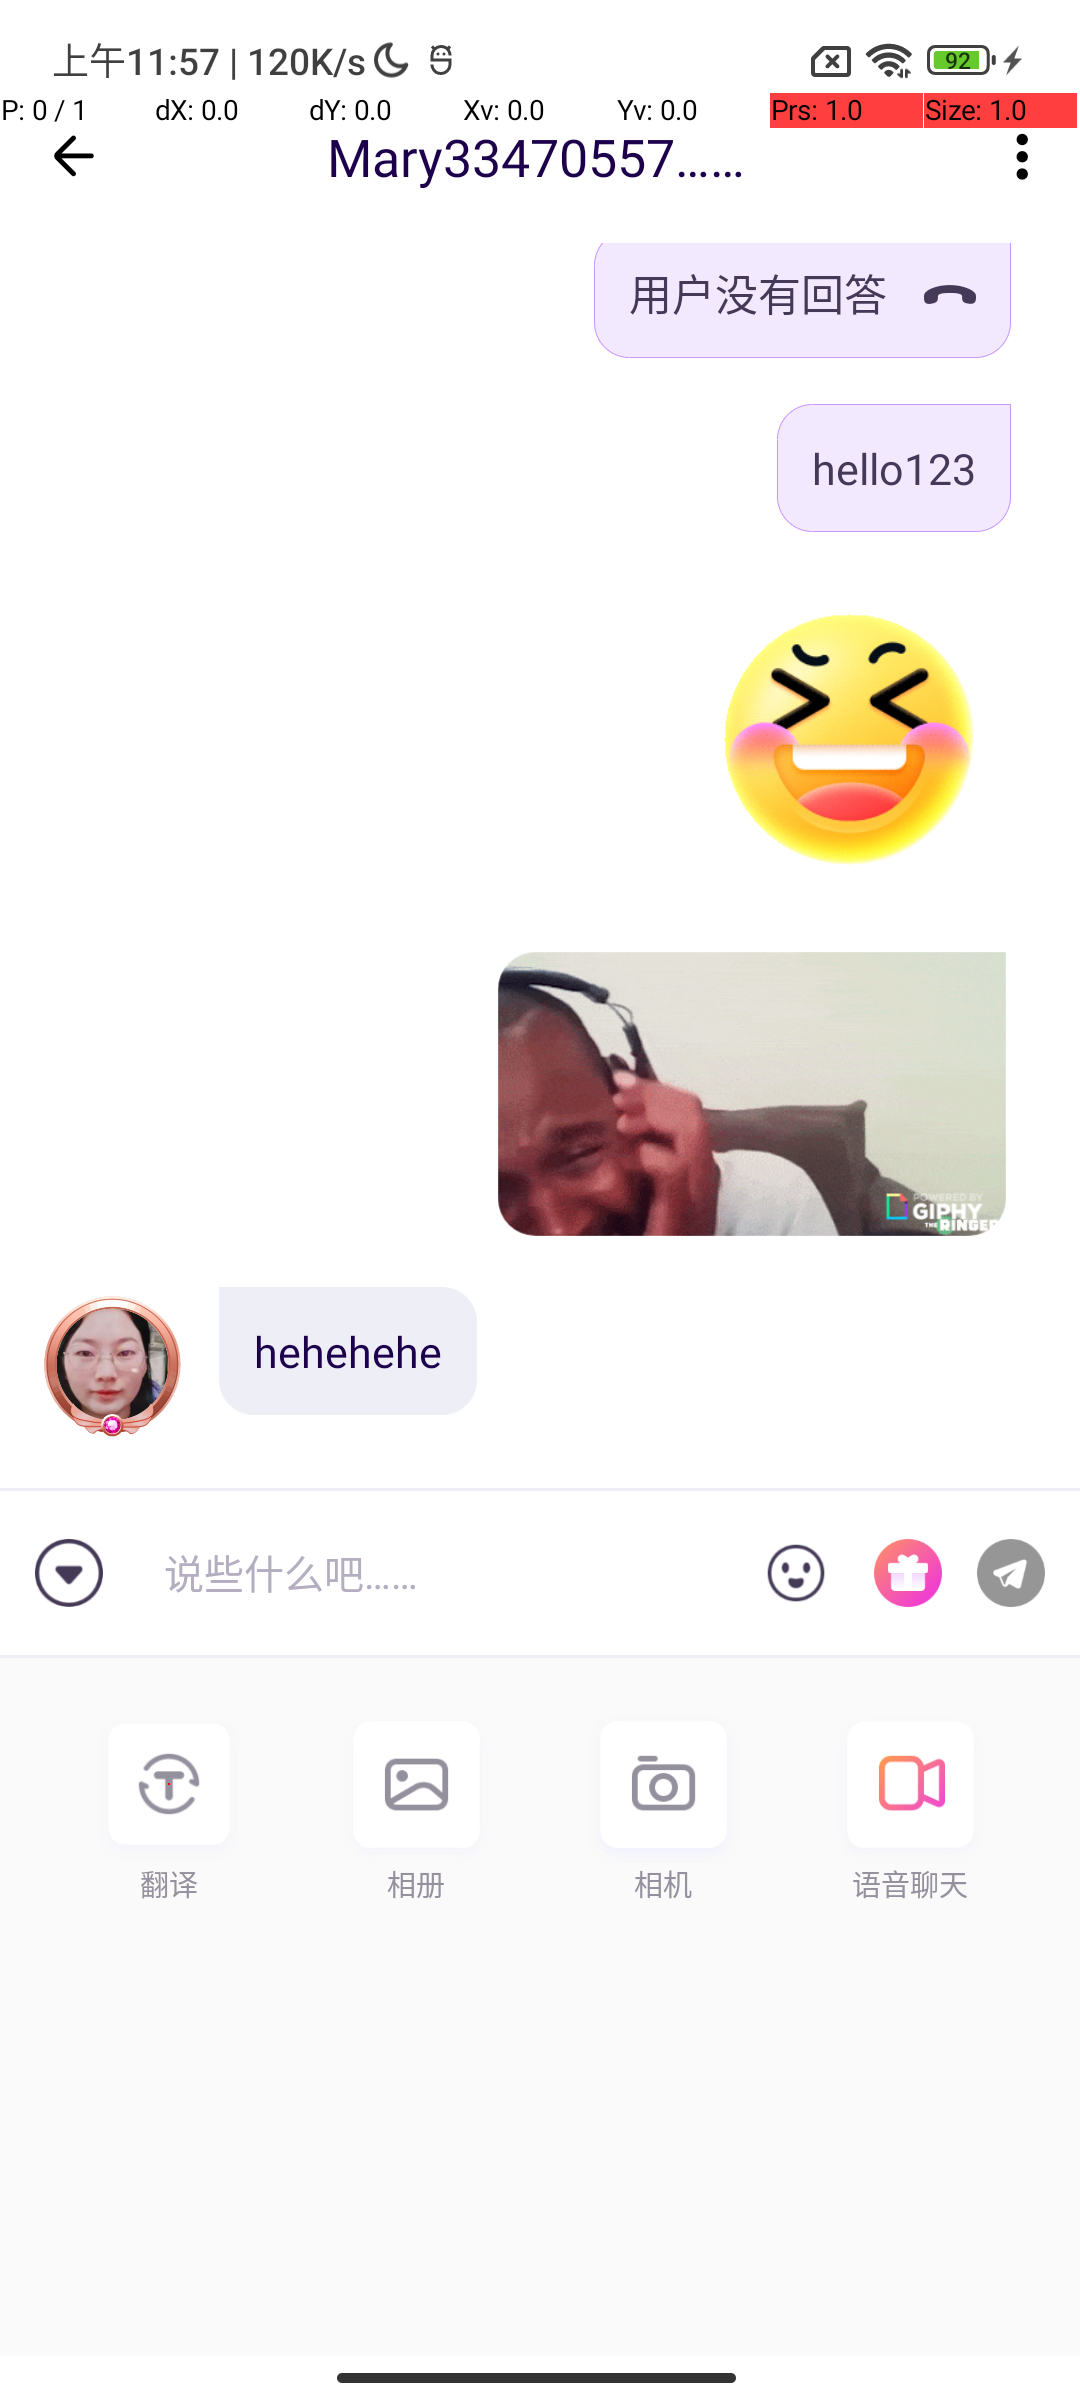 上午11:57 | 120K/s
92
P: 0 / 1 dX: 0.0 dY: 0.0 Xv: 0.0 Yv: 0.0 Prs: 1.0 Size: 1.0
Mary33470557......
用户没有回答
hello123
POWERED BY
GIPHY
THE RINGER
hehehehe
说些什么吧......
翻译 相册 相机 语音聊天